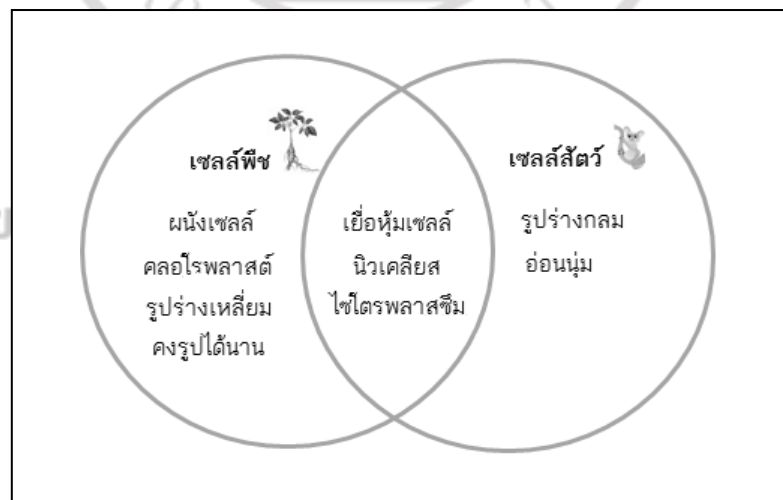 เซลล์พืช
ผนังเซลล์
คลอโรพลาสต์
รูปร่างเหลี่ยม
คงรูปได้นาน
เยื่อหุ้มเซลล์
นิวเคลียส
ไซโตรพลาสซึม
เซลล์สัตว์
รูปร่างกลม
อ่อนนุ่ม